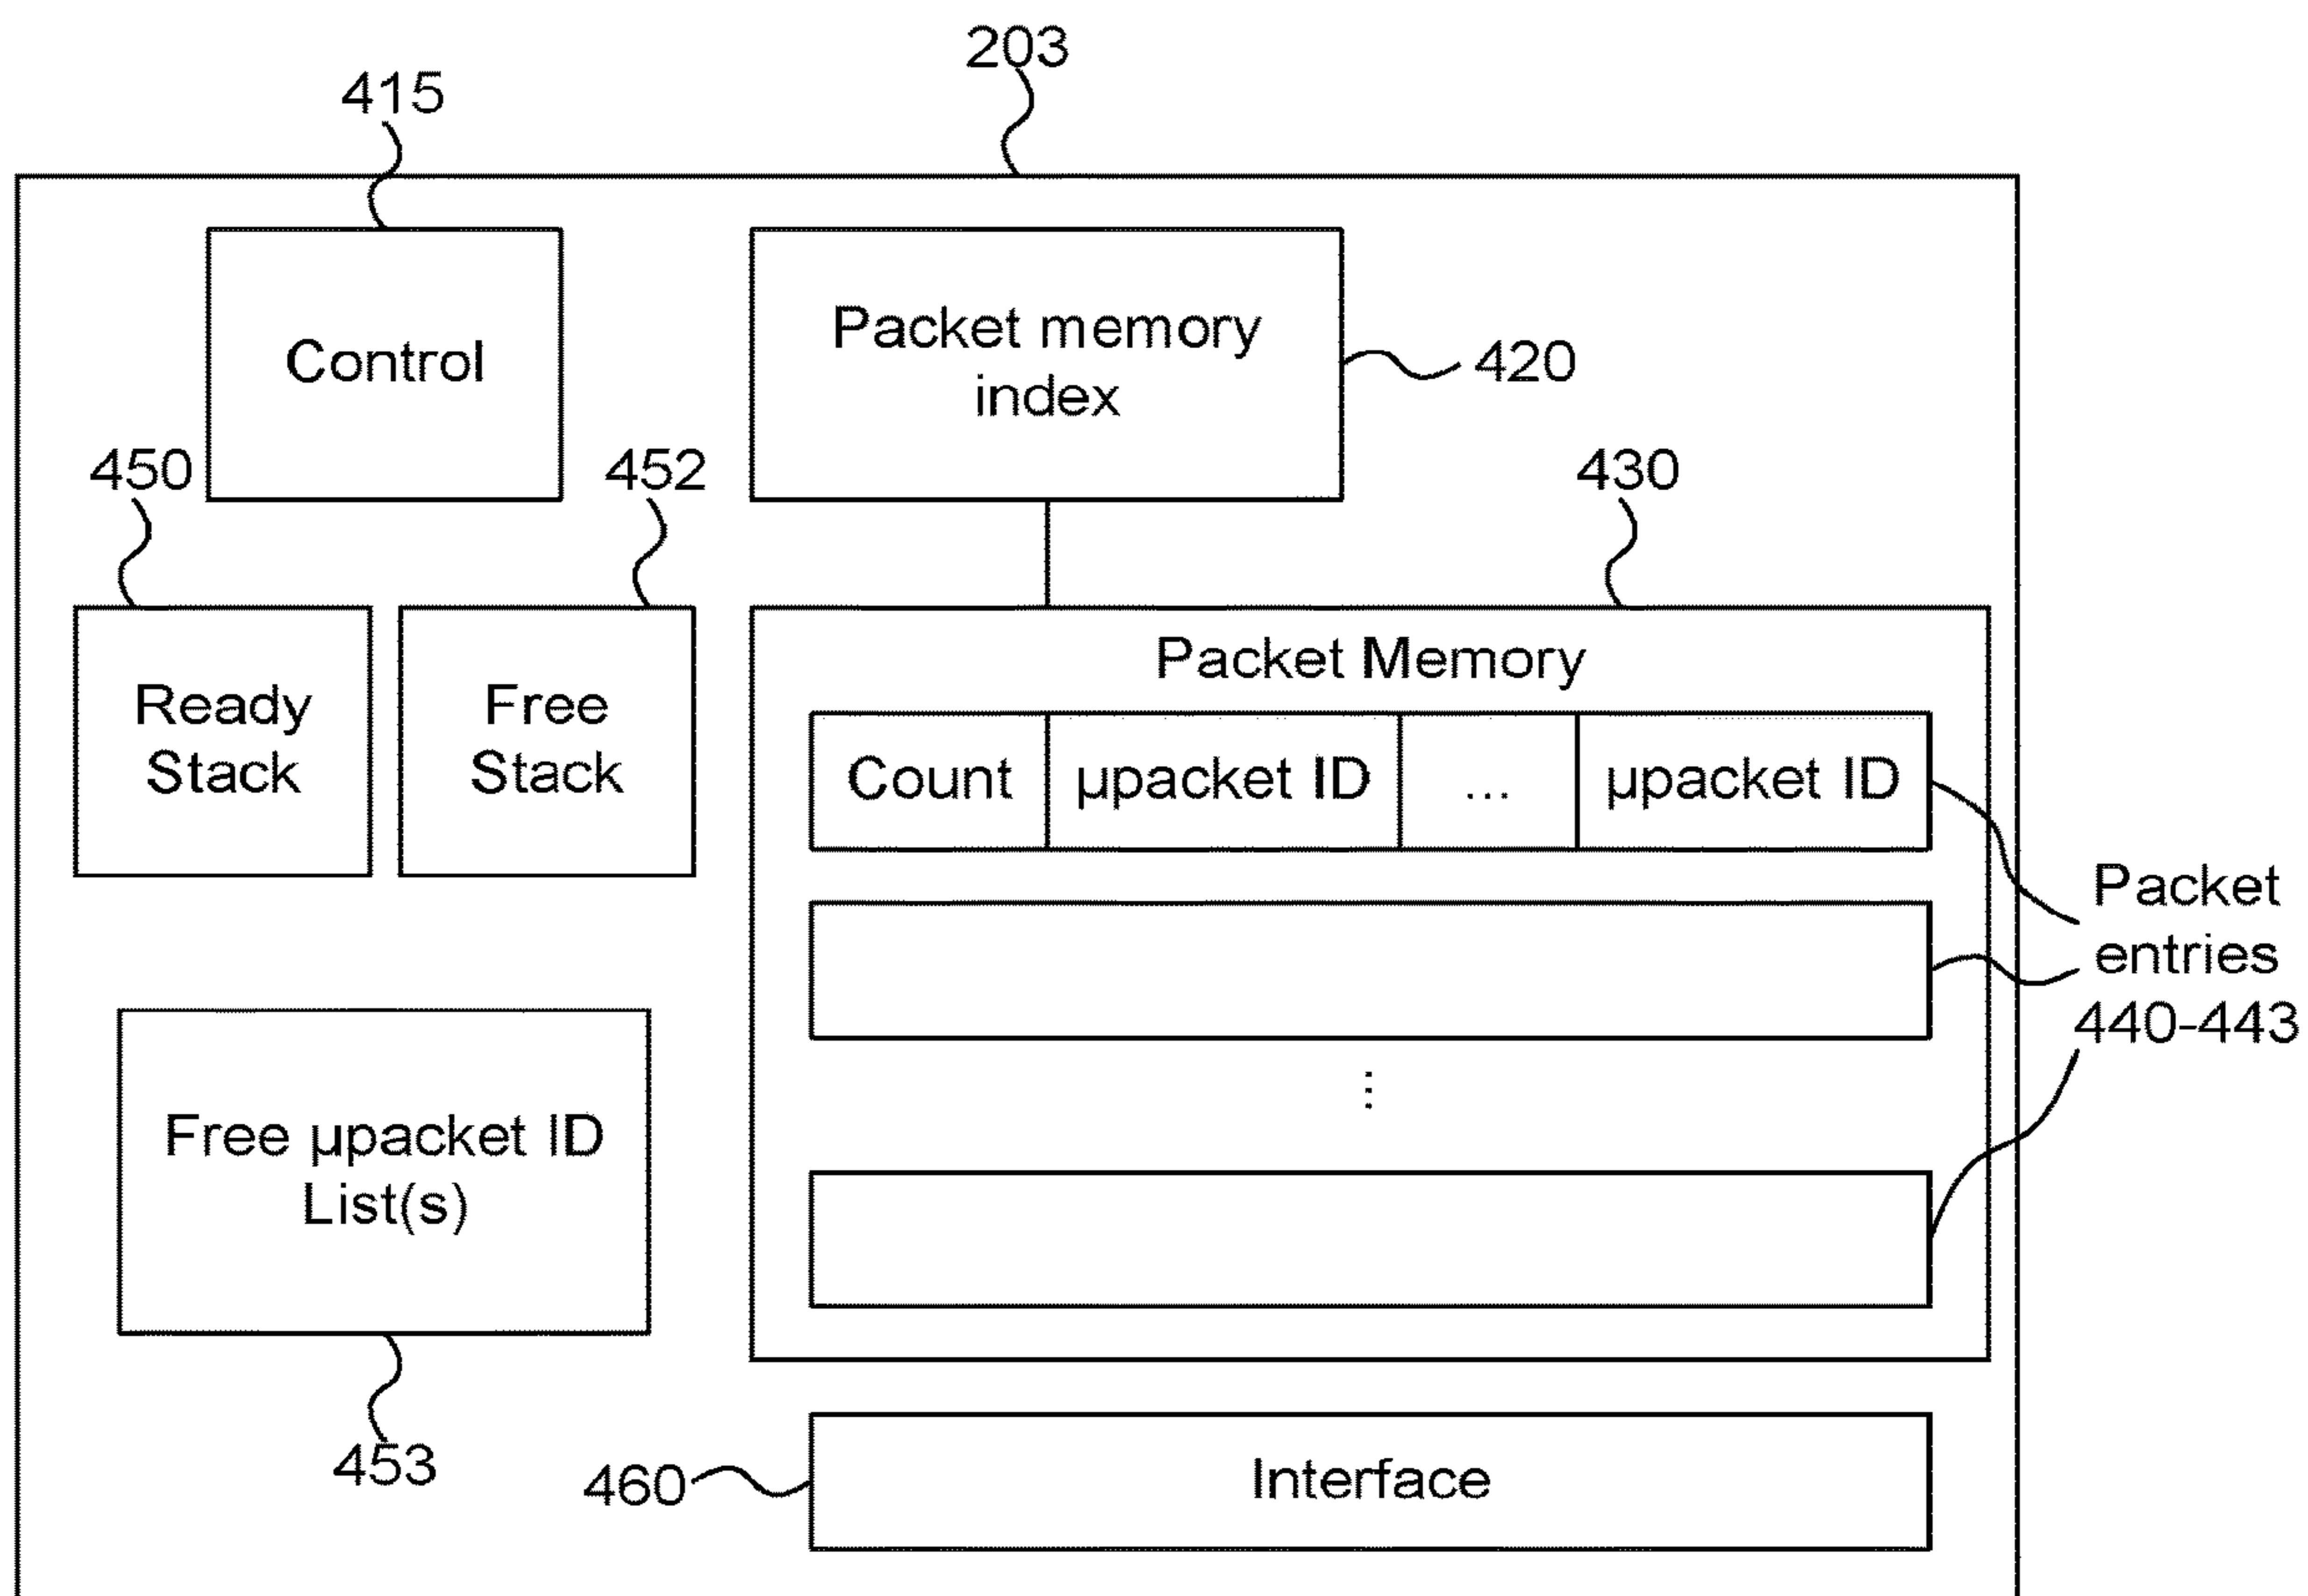 203
415
Control
Packet memory
index
420
450
452
430
Ready
Stack
Free
Stack
Packet Memory
Count
µpacket ID
...
µpacket ID
Packet
entries
440-443
⋮
Free µpacket ID
List(s)
453
460
Interface